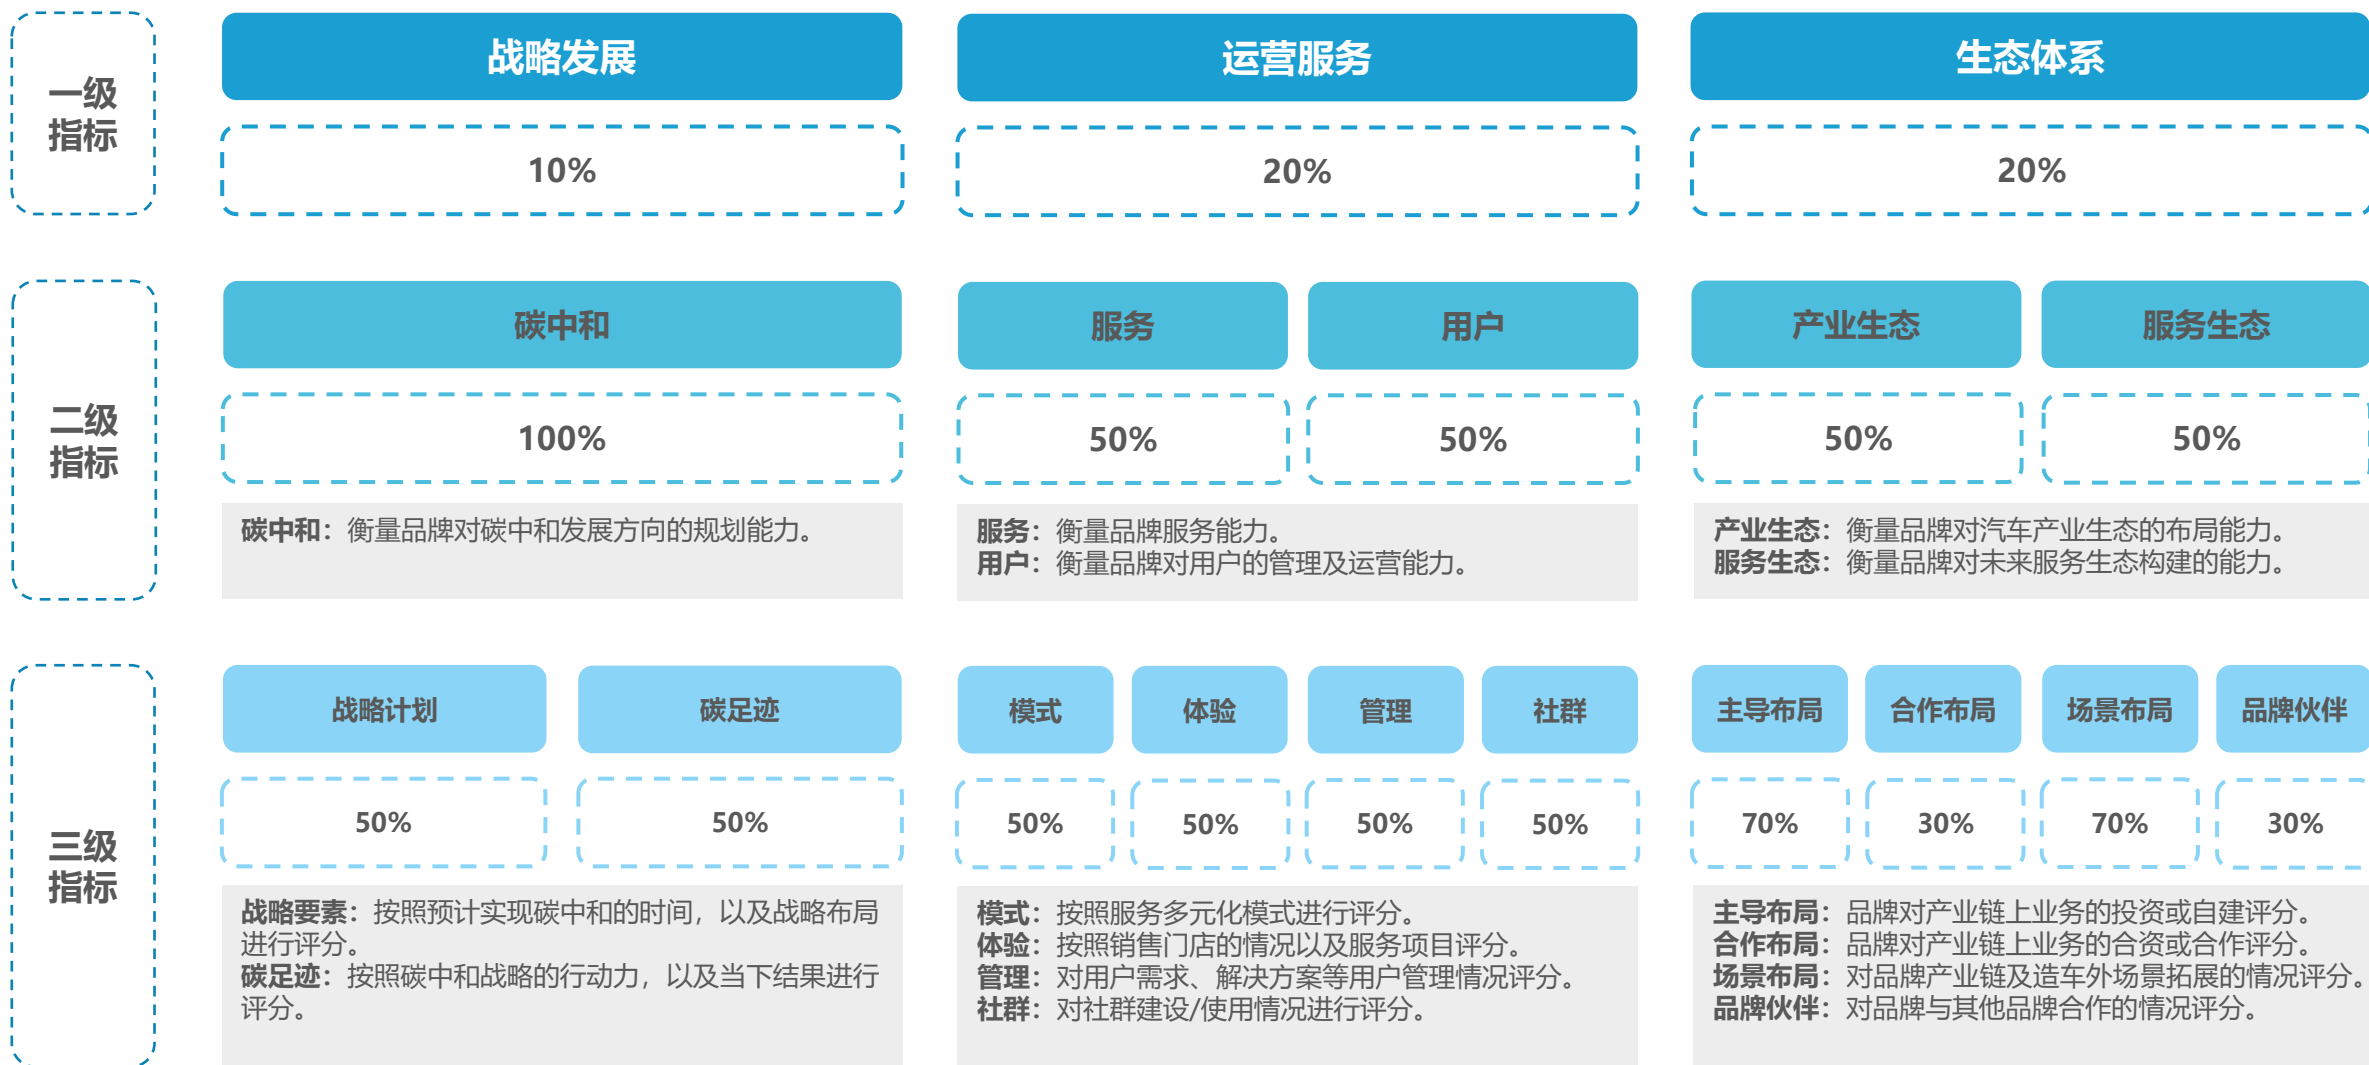 一级
指标
战略发展
运营服务
生态体系
10%
20%
20%
二级
指标
碳中和
服务
用户
产业生态
服务生态
100%
50%
50%
50%
50%
碳中和：衡量品牌对碳中和发展方向的规划能力。
服务：衡量品牌服务能力。
用户：衡量品牌对用户的管理及运营能力。
产业生态：衡量品牌对汽车产业生态的布局能力。
服务生态：衡量品牌对未来服务生态构建的能力。
三级
指标
战略计划
碳足迹
模式
体验
管理
社群
主导布局
合作布局
场景布局
品牌伙伴
50%
50%
50%
50%
50%
50%
70%
30%
70%
30%
战略要素：按照预计实现碳中和的时间，以及战略布局
进行评分。
碳足迹：按照碳中和战略的行动力，以及当下结果进行
评分。
模式：按照服务多元化模式进行评分。
体验：按照销售门店的情况以及服务项目评分。
管理：对用户需求、解决方案等用户管理情况评分。
社群：对社群建设/使用情况进行评分。
主导布局：品牌对产业链上业务的投资或自建评分。
合作布局：品牌对产业链上业务的合资或合作评分。
场景布局：对品牌产业链及造车外场景拓展的情况评分。
品牌伙伴：对品牌与其他品牌合作的情况评分。